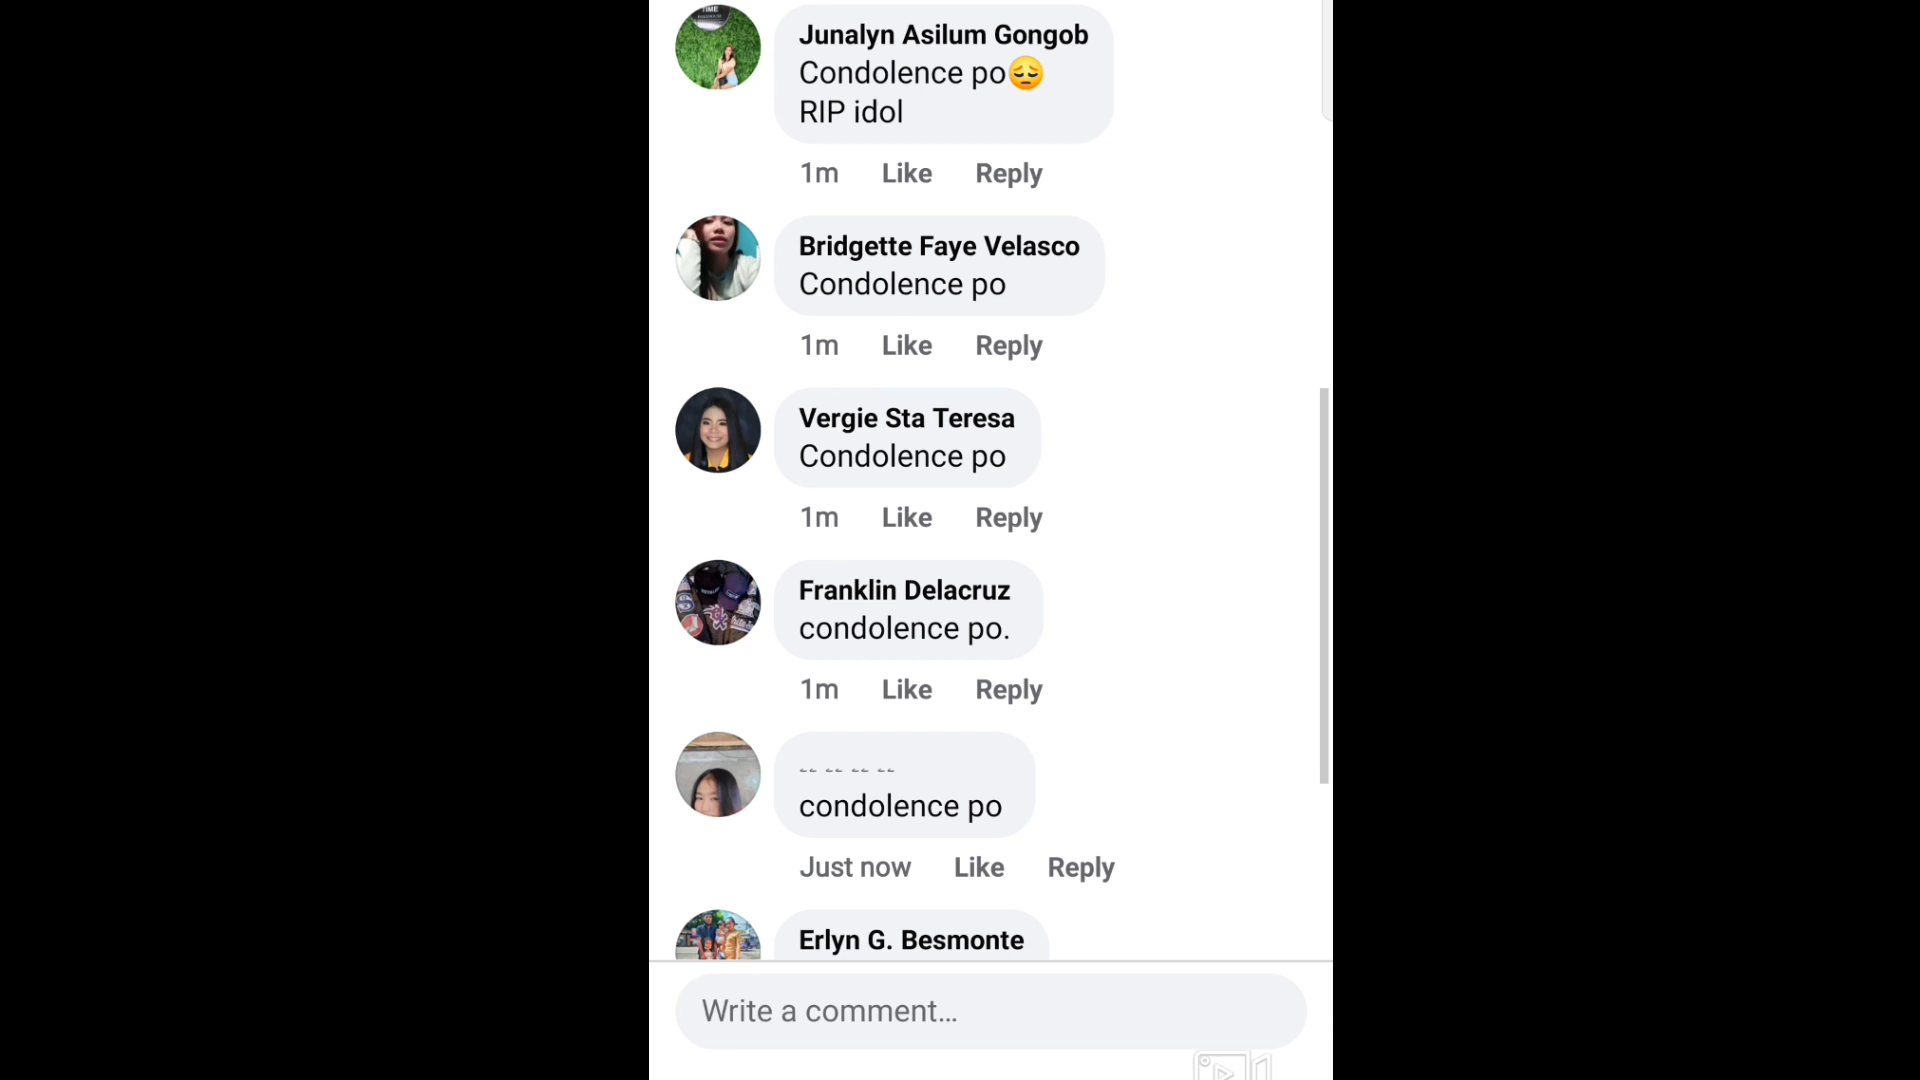 TIME
Junalyn Asilum Gongob
Condolence po😔
RIP idol
1m Like Reply
Bridgette Faye Velasco
Condolence po
1m Like Reply
Vergie Sta Teresa
Condolence po
1m Like Reply
Franklin Delacruz
condolence po.
1m Like Reply
-- -- -- --
condolence po
Just now Like Reply
Erlyn G. Besmonte
Write a comment...